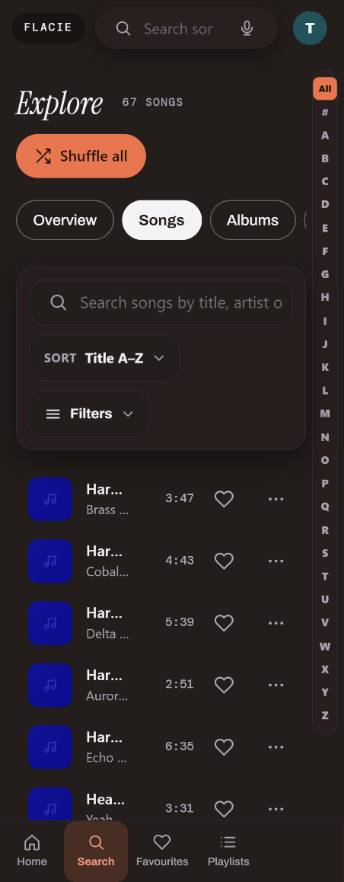 FLACIE
Search sor
T
Explore
67 SONGS
Shuffle all
Overview
Songs
Albums
Search songs by title, artist o
SORT Title A–Z
Filters
Har...
3:47
Brass ...
Har...
4:43
Cobal...
Har...
5:39
Delta ...
Har...
2:51
Auror...
Har...
6:35
Echo ...
Hea...
3:31
Yeah
All
#
A
B
C
D
E
F
G
H
I
J
K
L
M
N
O
P
Q
R
S
T
U
V
W
X
Y
Z
Home
Search
Favourites
Playlists